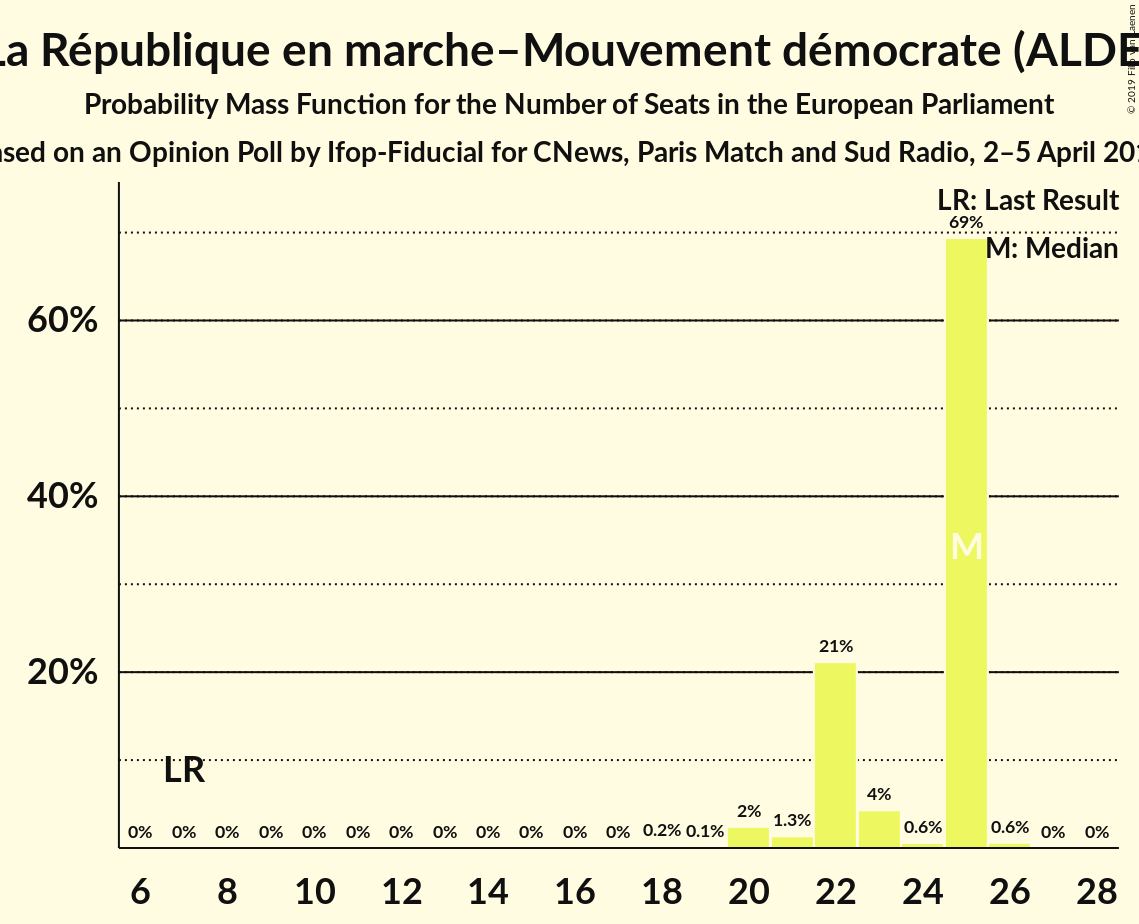 La République en marche–Mouvement démocrate (ALDE
Probability Mass Function for the Number of Seats in the European Parliament
on an Opinion Poll by Ifop-Fiducial for CNews, Paris Match and Sud Radio, 2–5 April
© 2019
LR: Last Result
M: Median
69%
60%
40%
M
21%
20%
LR
0% 0% 0% 0% 0% 0% 0% 0% 0% 0% 0% 0% 0.2% 0.1% 2% 1.3% 4% 0.6% 0.6% 0% 0%
6 8 10 12 14 16 18 20 22 24 26 28